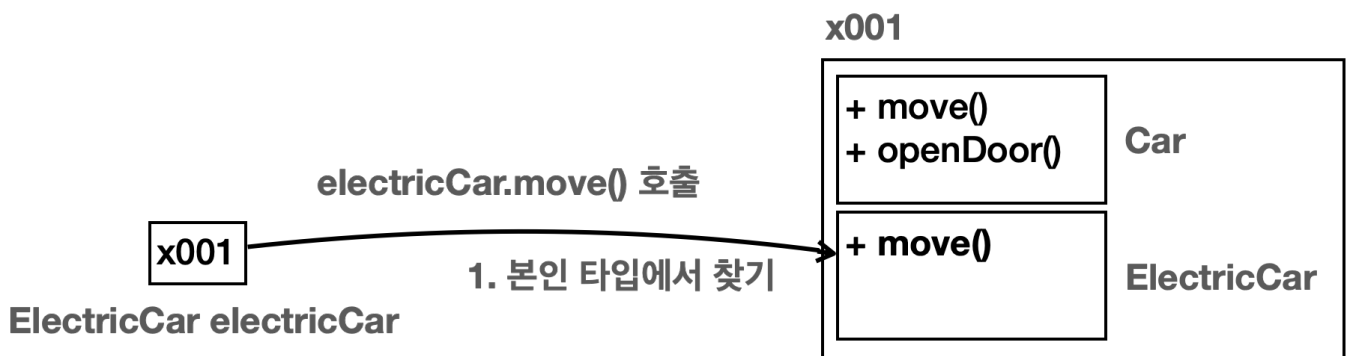 x001
+ move()
+ openDoor()
Car
electricCar.move() 호출
x001
1. 본인 타입에서 찾기
+ move()
ElectricCar
ElectricCar electricCar